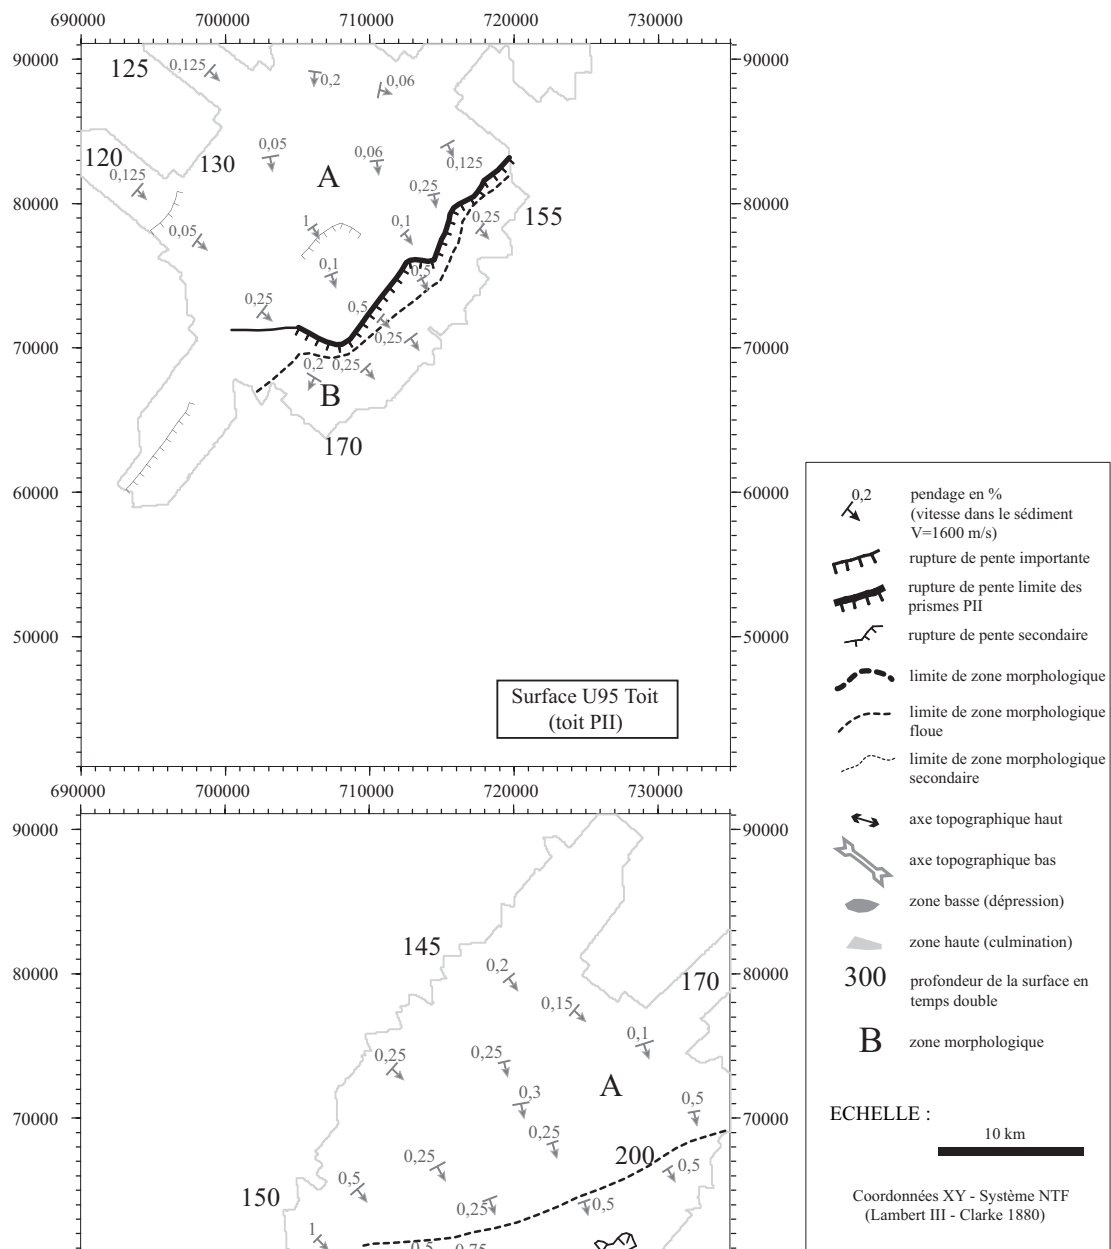 690000 700000 710000 720000 730000
90000 90000
125
0,125
0,2
0,06
0,05
0,06
0,125
120
130
0,125
A
0,25
80000 80000
155
0,05
1
0,1
0,25
0,1
0,5
0,25
0,5
0,25
70000 70000
0,2
0,25
B
170
60000 60000
50000 50000
Surface U95 Toit
(toit PII)
690000 700000 710000 720000 730000
90000 90000
145
0,2
80000 80000
170
0,15
0,1
0,25
0,25
A
0,3
0,5
70000 70000
0,25
0,25
200
0,5
0,5
150
0,25
0,5
1
0,5
0,75
0,2
pendage en %
(vitesse dans le sédiment
V=1600 m/s)
rupture de pente importante
rupture de pente limite des
prismes PII
rupture de pente secondaire
limite de zone morphologique
limite de zone morphologique
floue
limite de zone morphologique
secondaire
axe topographique haut
axe topographique bas
zone basse (dépression)
zone haute (culmination)
300 profondeur de la surface en
temps double
B zone morphologique
ECHELLE :
10 km
Coordonnées XY - Système NTF
(Lambert III - Clarke 1880)